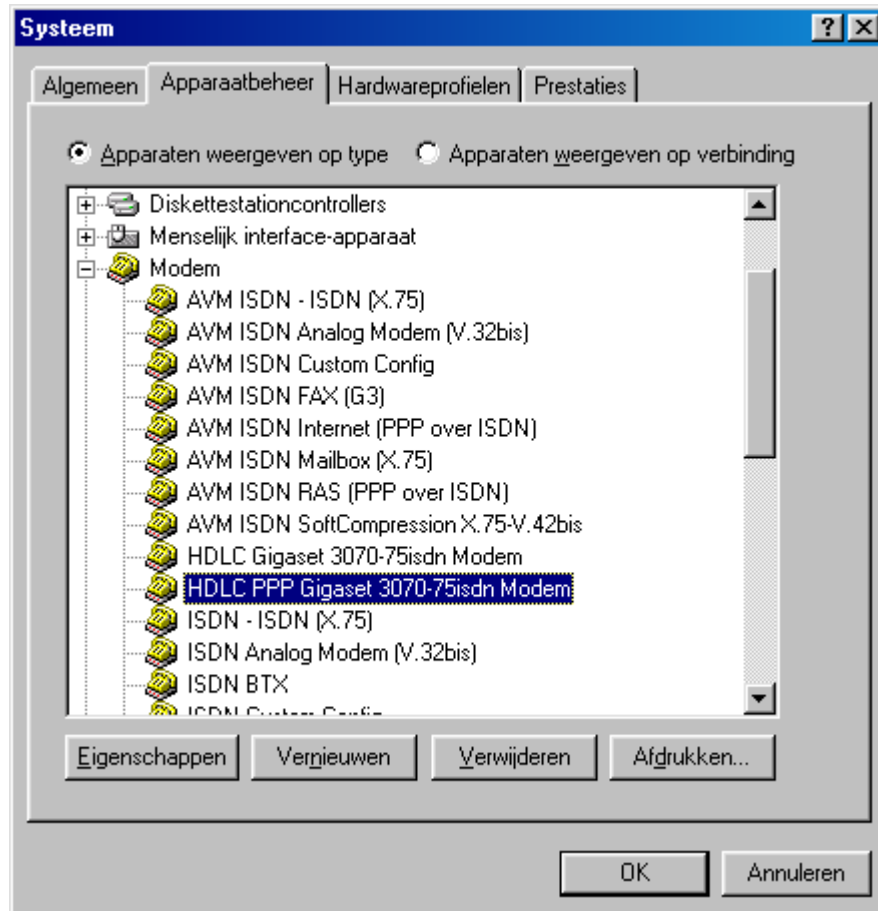 Systeem
Algemeen Apparaatbeheer Hardwareprofielen Prestaties
Apparaten weergeven op type Apparaten weergeven op verbinding
Diskettestationcontrollers
Menselijk interface-apparaat
Modem
AVM ISDN - ISDN (X.75)
AVM ISDN Analog Modem (V.32bis)
AVM ISDN Custom Config
AVM ISDN FAX (G3)
AVM ISDN Internet (PPP over ISDN)
AVM ISDN Mailbox (X.75)
AVM ISDN RAS (PPP over ISDN)
AVM ISDN SoftCompression X.75-V.42bis
HDLC Gigaset 3070-75isdn Modem
HDLC PPP Gigaset 3070-75isdn Modem
ISDN - ISDN (X.75)
ISDN Analog Modem (V.32bis)
ISDN BTX
ISDN Custom Config
Eigenschappen Vernieuwen Verwijderen Afdrukken...
OK Annuleren